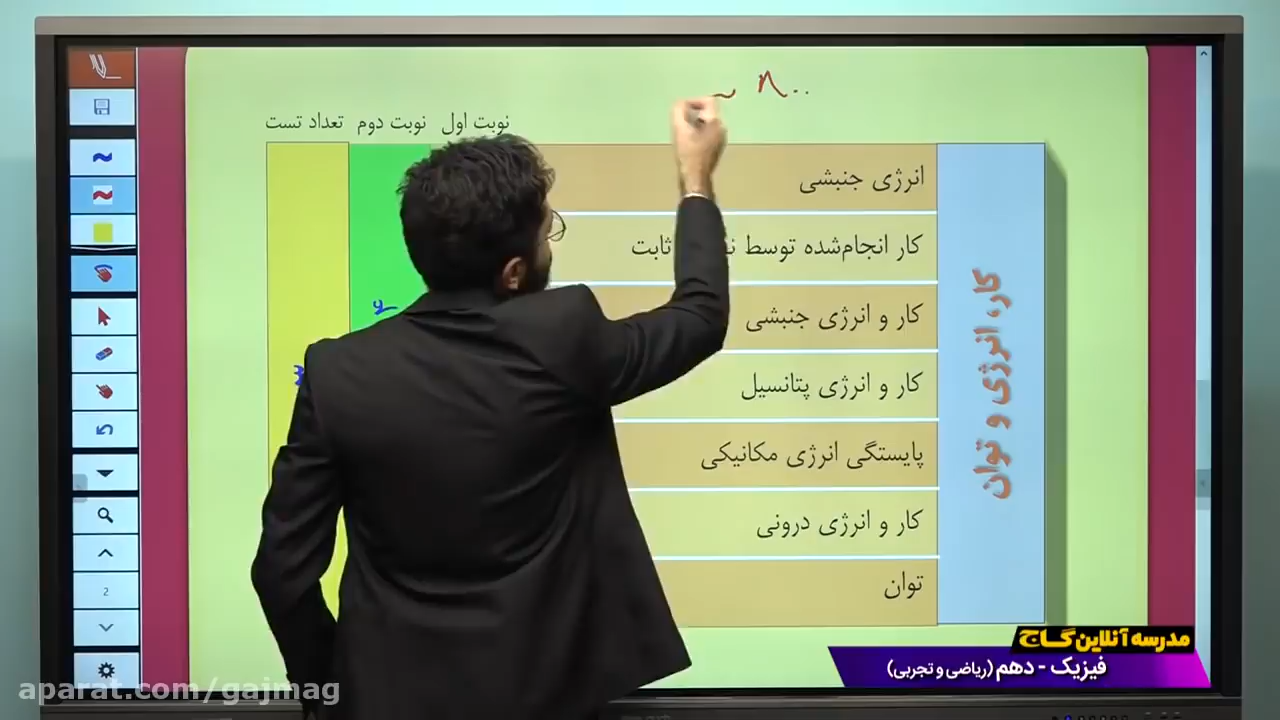 نوبت اول نوبت دوم تعداد تست
کار، انرژی و توان
انرژی جنبشی
کار انجام‌شده توسط ثابت
کار و انرژی جنبشی
کار و انرژی پتانسیل
پایستگی انرژی مکانیکی
کار و انرژی درونی
توان
2
مدرسه آنلاین گاج
فیزیک - دهم (ریاضی و تجربی)
aparat.com/gajmag